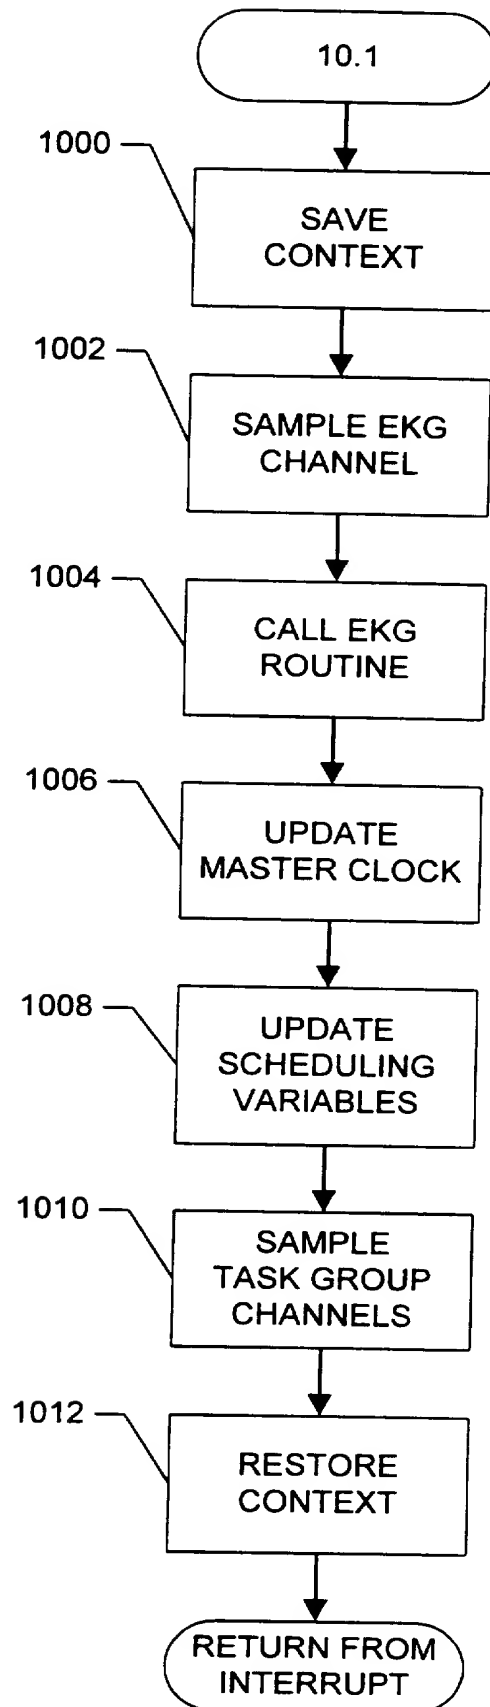 10.1
1000
SAVE
CONTEXT
1002
SAMPLE EKG
CHANNEL
1004
CALL EKG
ROUTINE
1006
UPDATE
MASTER CLOCK
1008
UPDATE
SCHEDULING
VARIABLES
1010
SAMPLE
TASK GROUP
CHANNELS
1012
RESTORE
CONTEXT
RETURN FROM
INTERRUPT